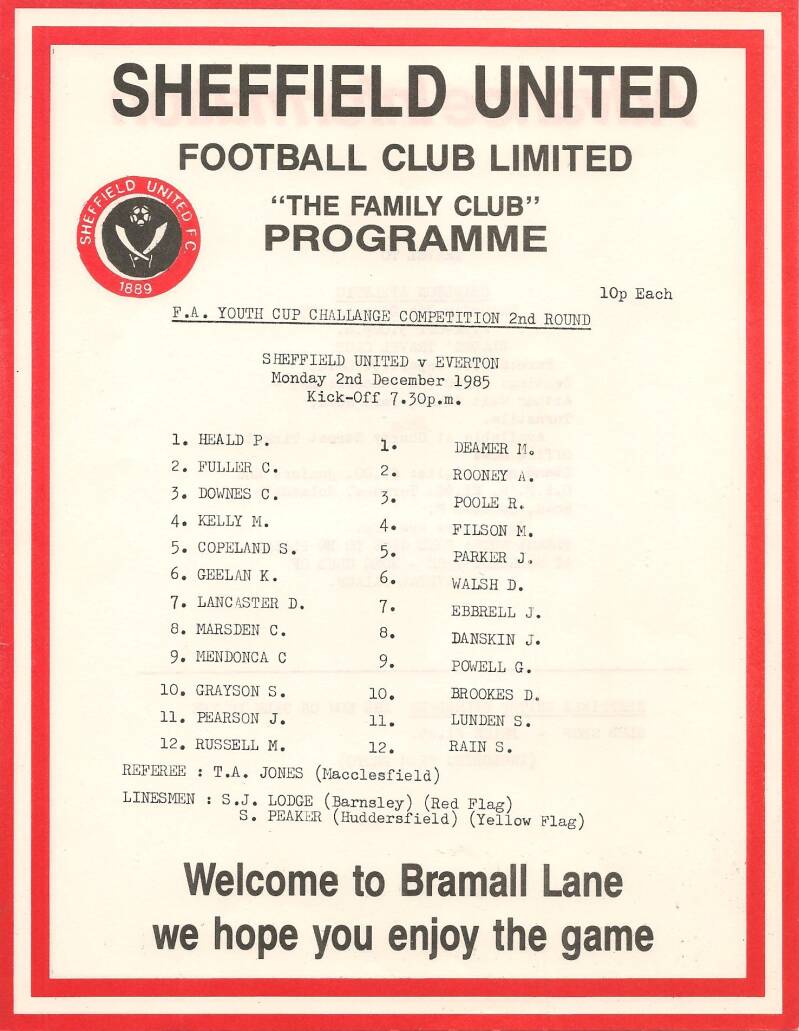 SHEFFIELD UNITED
FOOTBALL CLUB LIMITED
"THE FAMILY CLUB"
PROGRAMME
SHEFFIELD UNITED F.C.
1889
10p Each
F.A. YOUTH CUP CHALLANGE COMPETITION 2nd ROUND
SHEFFIELD UNITED v EVERTON
Monday 2nd December 1985
Kick-Off 7.30p.m.
1. HEALD P. 1. DEAMER M.
2. FULLER C. 2. ROONEY A.
3. DOWNES C. 3. POOLE R.
4. KELLY M. 4. FILSON M.
5. COPELAND S. 5. PARKER J.
6. GEELAN K. 6. WALSH D.
7. LANCASTER D. 7. EBBRELL J.
8. MARSDEN C. 8. DANSKIN J.
9. MENDONCA C 9. POWELL G.
10. GRAYSON S. 10. BROOKES D.
11. PEARSON J. 11. LUNDEN S.
12. RUSSELL M. 12. RAIN S.
REFEREE : T.A. JONES (Macclesfield)
LINESMEN : S.J. LODGE (Barnsley) (Red Flag)
S. PEAKER (Huddersfield) (Yellow Flag)
Welcome to Bramall Lane
we hope you enjoy the game